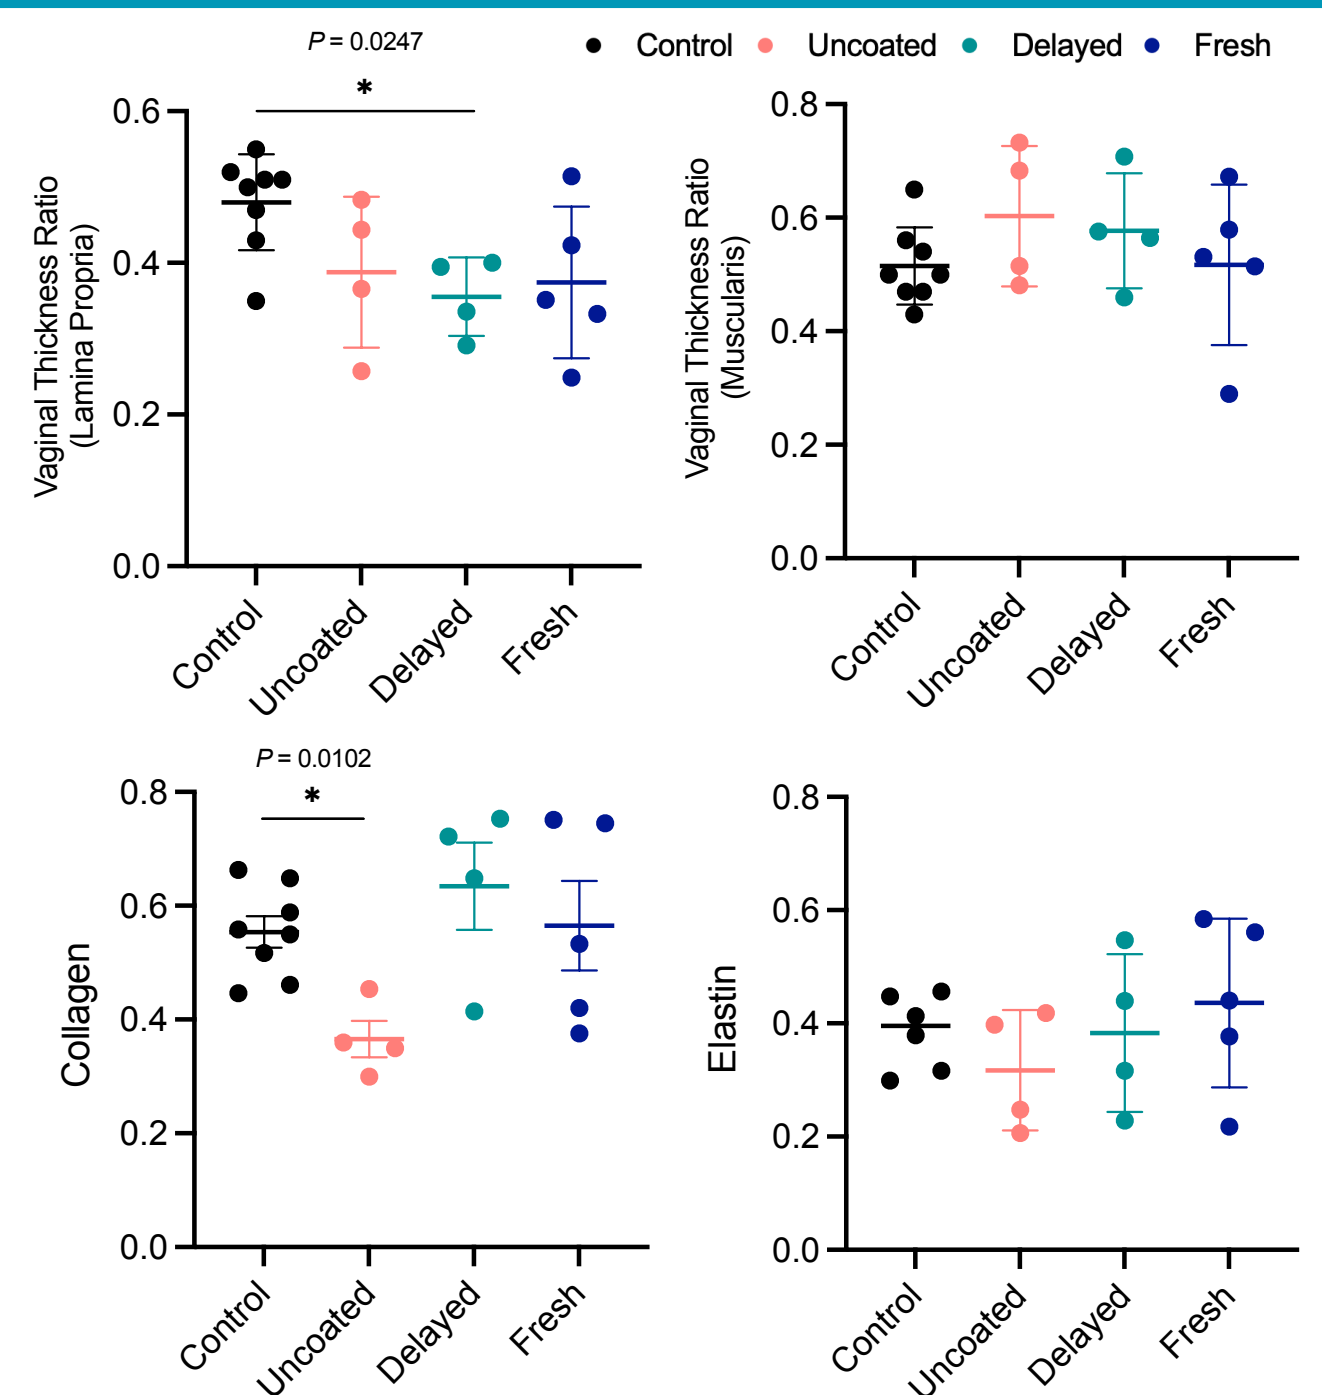 P = 0.0247
Control Uncoated Delayed Fresh
*
Vaginal Thickness Ratio
(Lamina Propria)
0.6
0.4
0.2
0.0
Control
Uncoated
Delayed
Fresh
Vaginal Thickness Ratio
(Muscularis)
0.8
0.6
0.4
0.2
0.0
Control
Uncoated
Delayed
Fresh
P = 0.0102
*
Collagen
0.8
0.6
0.4
0.2
0.0
Control
Uncoated
Delayed
Fresh
Elastin
0.8
0.6
0.4
0.2
0.0
Control
Uncoated
Delayed
Fresh